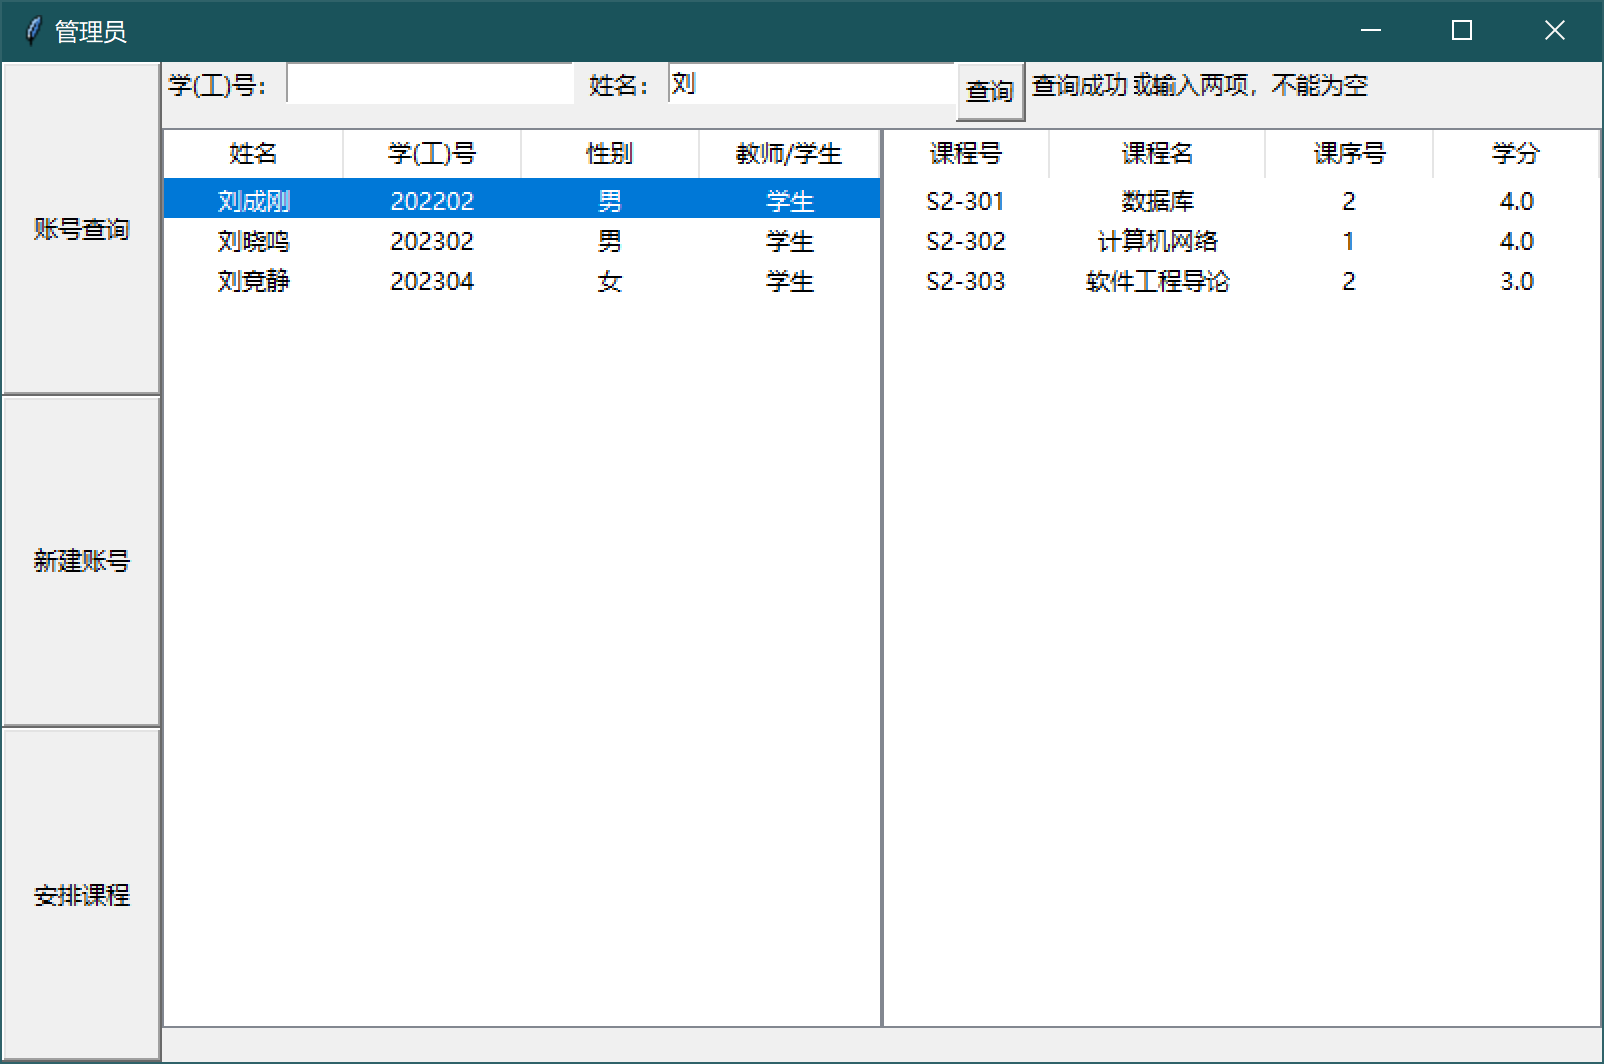 管理员
学(工)号： 姓名： 刘 查询 查询成功 或输入两项，不能为空
账号查询
新建账号
安排课程
姓名 学(工)号 性别 教师/学生
刘成刚 202202 男 学生
刘晓鸣 202302 男 学生
刘竞静 202304 女 学生
课程号 课程名 课序号 学分
S2-301 数据库 2 4.0
S2-302 计算机网络 1 4.0
S2-303 软件工程导论 2 3.0